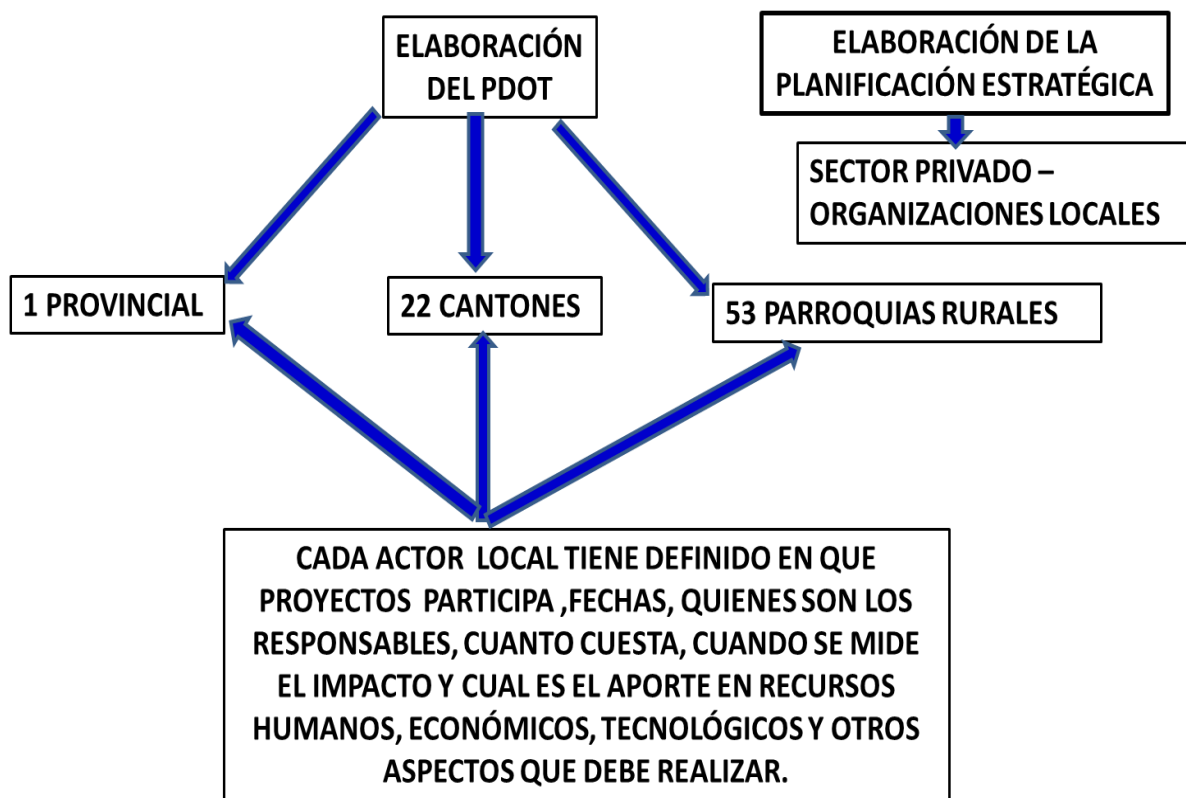 ELABORACIÓN
DEL PDOT
ELABORACIÓN DE LA
PLANIFICACIÓN ESTRATÉGICA
SECTOR PRIVADO –
ORGANIZACIONES LOCALES
1 PROVINCIAL
22 CANTONES
53 PARROQUIAS RURALES
CADA ACTOR LOCAL TIENE DEFINIDO EN QUE
PROYECTOS PARTICIPA ,FECHAS, QUIENES SON LOS
RESPONSABLES, CUANTO CUESTA, CUANDO SE MIDE
EL IMPACTO Y CUAL ES EL APORTE EN RECURSOS
HUMANOS, ECONÓMICOS, TECNOLÓGICOS Y OTROS
ASPECTOS QUE DEBE REALIZAR.